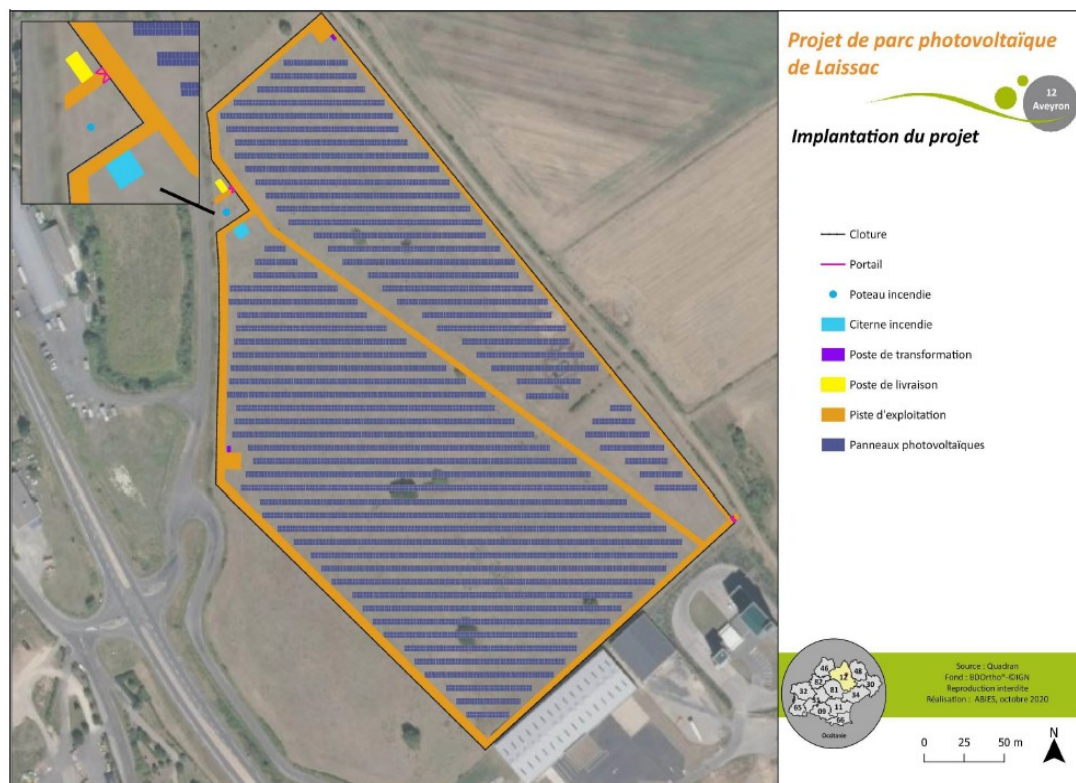 Projet de parc photovoltaïque
de Laissac
12
Aveyron
Implantation du projet
Cloture
Portail
Poteau incendie
Citerne incendie
Poste de transformation
Poste de livraison
Piste d'exploitation
Panneaux photovoltaïques
46
12
48
82
30
32
81
34
31
65
09
11
66
Occitanie
Source : Quadran
Fond : BDOrtho®-©IGN
Reproduction interdite
Réalisation : ABIES, octobre 2020
N
0 25 50 m